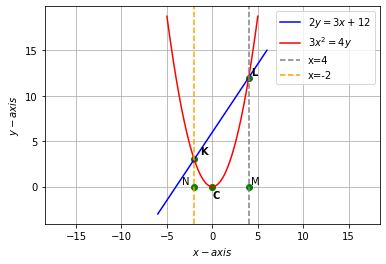 2y = 3x + 12
3x² = 4y
x=4
x=-2
15
10
5
0
-15 -10 -5 0 5 10 15
y − axis
x − axis
L
K
N
M
C